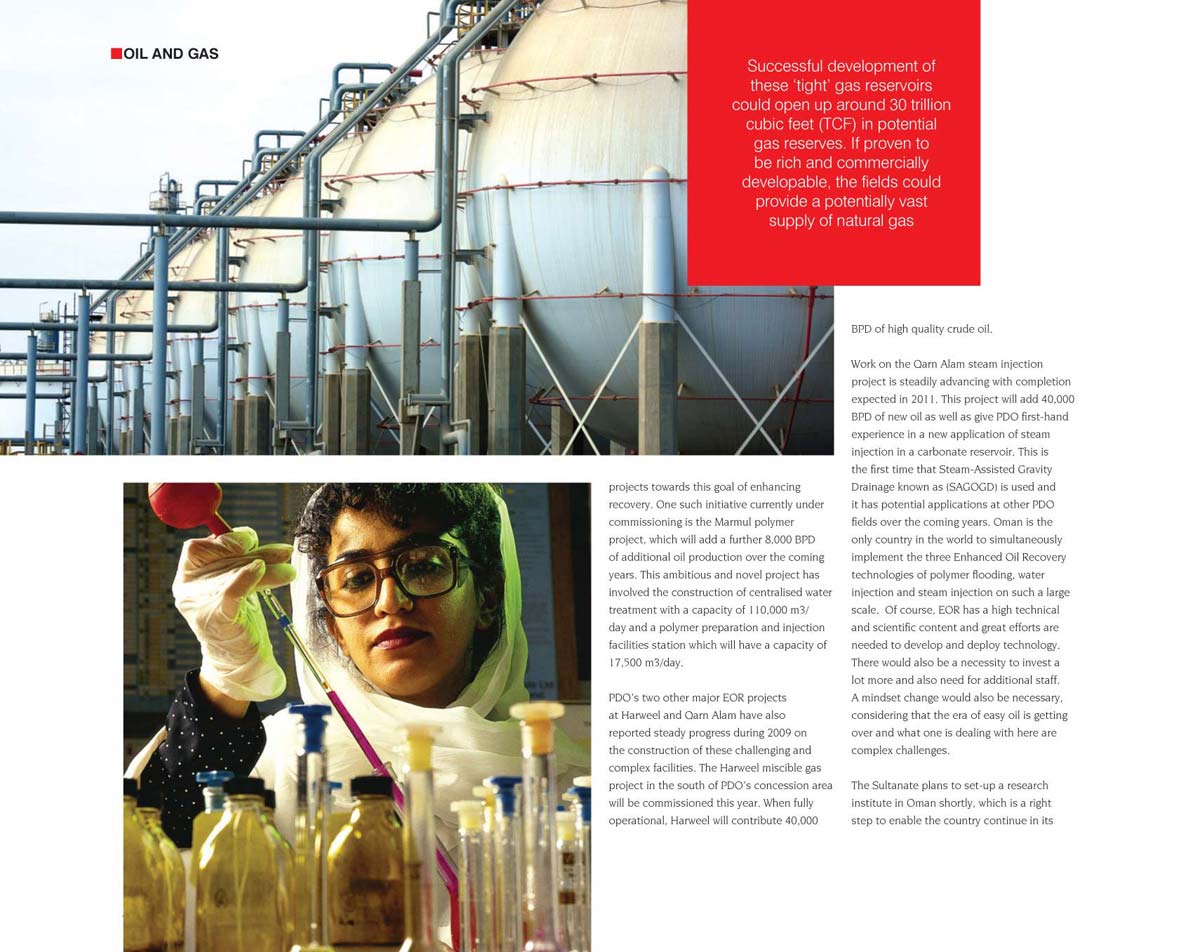 OIL AND GAS
Successful development of
these ‘tight’ gas reservoirs
could open up around 30 trillion
cubic feet (TCF) in potential
gas reserves. If proven to
be rich and commercially
developable, the fields could
provide a potentially vast
supply of natural gas
projects towards this goal of enhancing
recovery. One such initiative currently under
commissioning is the Marmul polymer
project, which will add a further 8,000 BPD
of additional oil production over the coming
years. This ambitious and novel project has
involved the construction of centralised water
treatment with a capacity of 110,000 m3/
day and a polymer preparation and injection
facilities station which will have a capacity of
17,500 m3/day.
PDO’s two other major EOR projects
at Harweel and Qarn Alam have also
reported steady progress during 2009 on
the construction of these challenging and
complex facilities. The Harweel miscible gas
project in the south of PDO’s concession area
will be commissioned this year. When fully
operational, Harweel will contribute 40,000
BPD of high quality crude oil.
Work on the Qarn Alam steam injection
project is steadily advancing with completion
expected in 2011. This project will add 40,000
BPD of new oil as well as give PDO first-hand
experience in a new application of steam
injection in a carbonate reservoir. This is
the first time that Steam-Assisted Gravity
Drainage known as (SAGOGD) is used and
it has potential applications at other PDO
fields over the coming years. Oman is the
only country in the world to simultaneously
implement the three Enhanced Oil Recovery
technologies of polymer flooding, water
injection and steam injection on such a large
scale.  Of course, EOR has a high technical
and scientific content and great efforts are
needed to develop and deploy technology.
There would also be a necessity to invest a
lot more and also need for additional staff.
A mindset change would also be necessary,
considering that the era of easy oil is getting
over and what one is dealing with here are
complex challenges.
The Sultanate plans to set-up a research
institute in Oman shortly, which is a right
step to enable the country continue in its